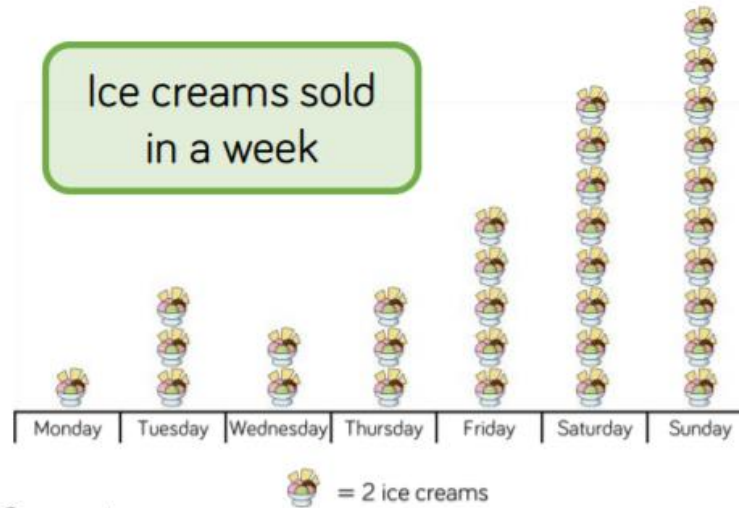 Ice creams sold
in a week
Monday Tuesday Wednesday Thursday Friday Saturday Sunday
= 2 ice creams